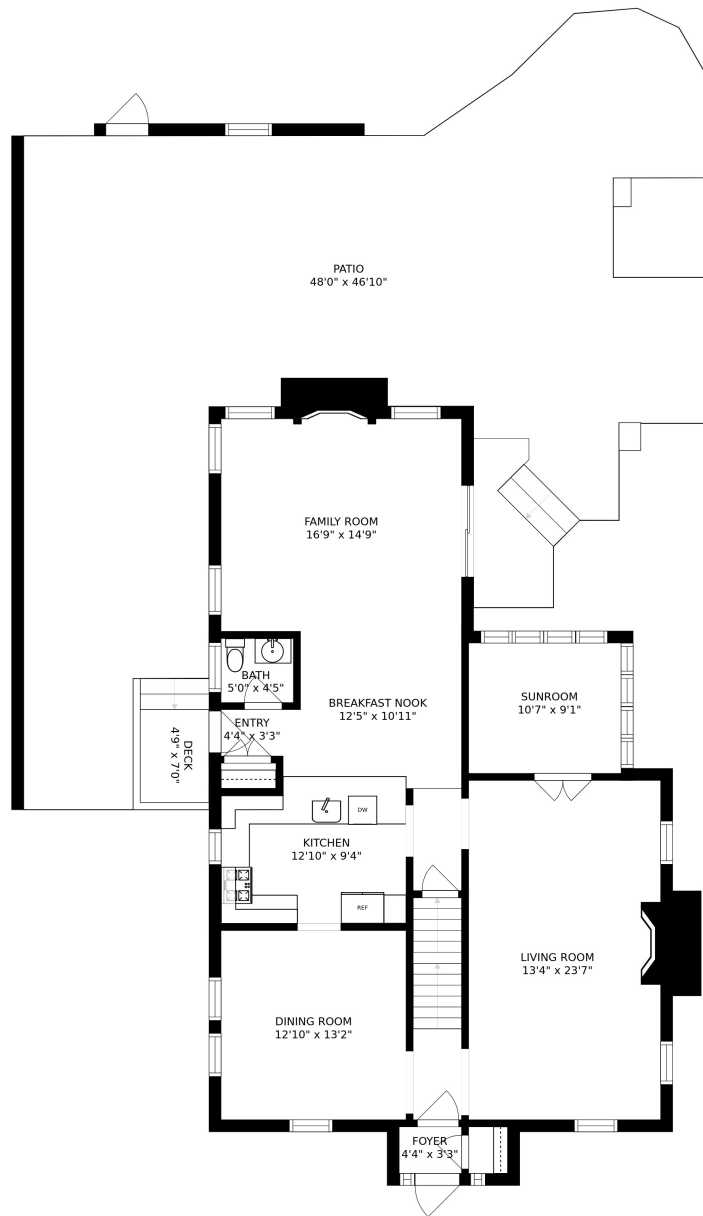 PATIO
48'0" x 46'10"
FAMILY ROOM
16'9" x 14'9"
BATH
5'0" x 4'5"
BREAKFAST NOOK
12'5" x 10'11"
SUNROOM
10'7" x 9'1"
ENTRY
4'4" x 3'3"
DECK
4'9" x 7'0"
DW
KITCHEN
12'10" x 9'4"
REF
LIVING ROOM
13'4" x 23'7"
DINING ROOM
12'10" x 13'2"
FOYER
4'4" x 3'3"